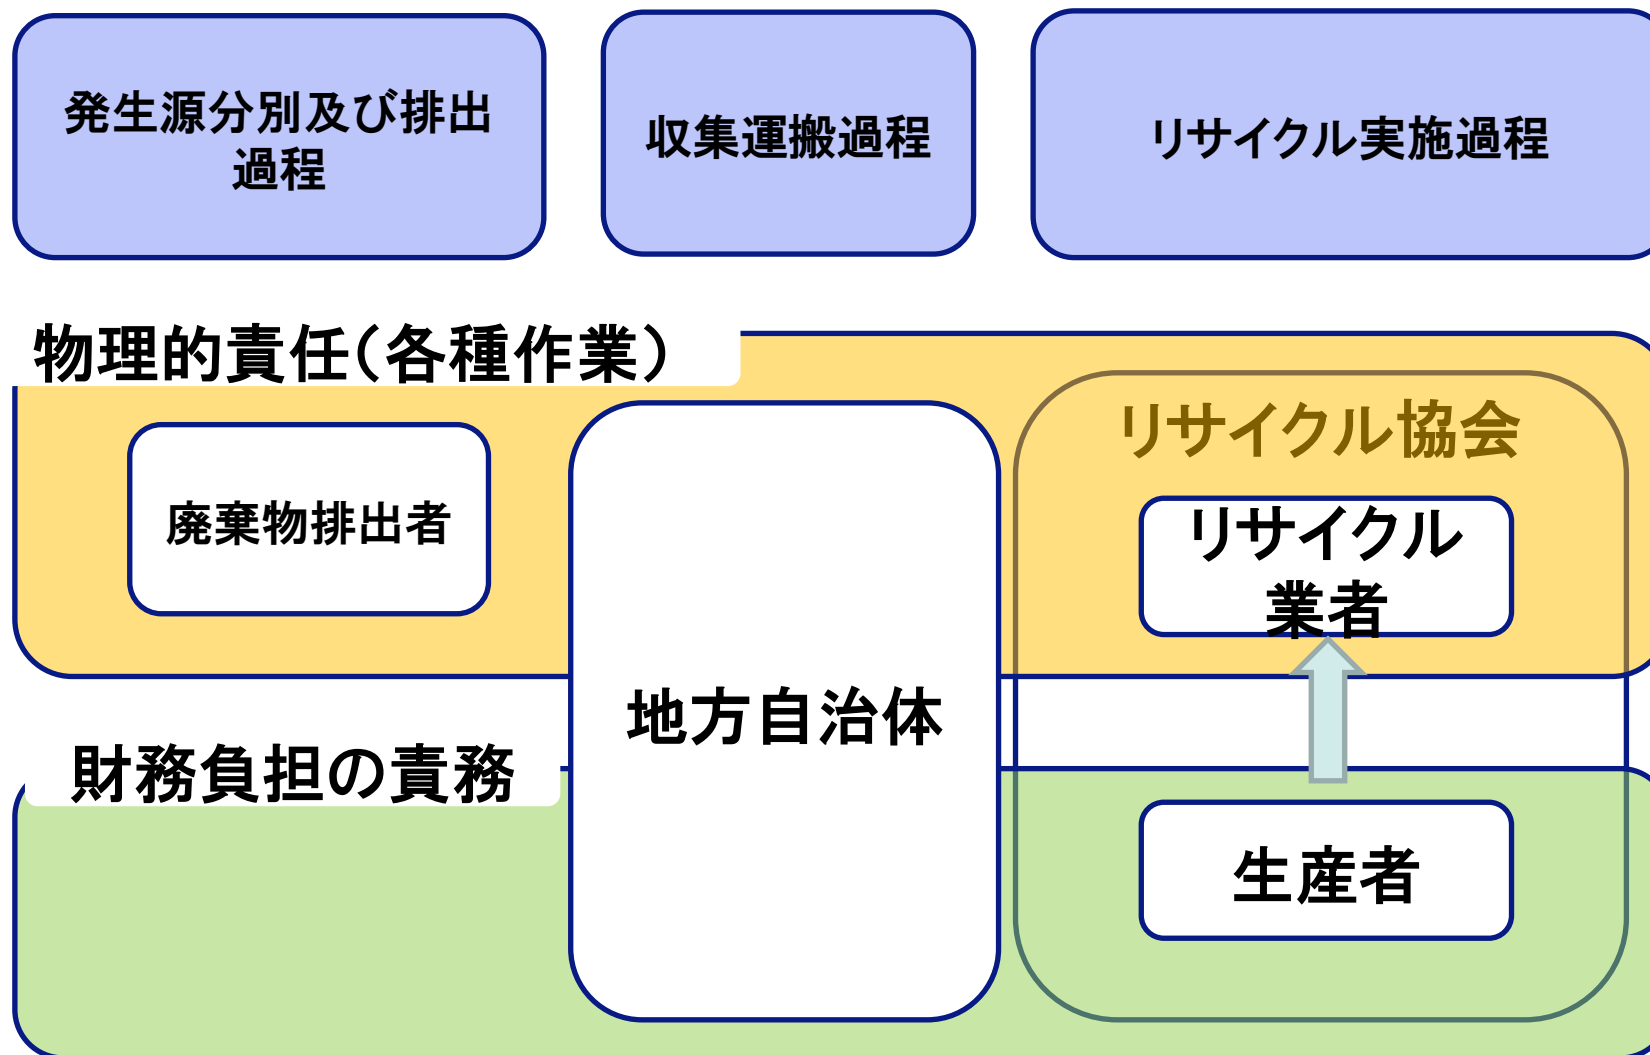 発生源分別及び排出
過程
収集運搬過程
リサイクル実施過程
物理的責任(各種作業)
リサイクル協会
廃棄物排出者
リサイクル
業者
地方自治体
財務負担の責務
生産者